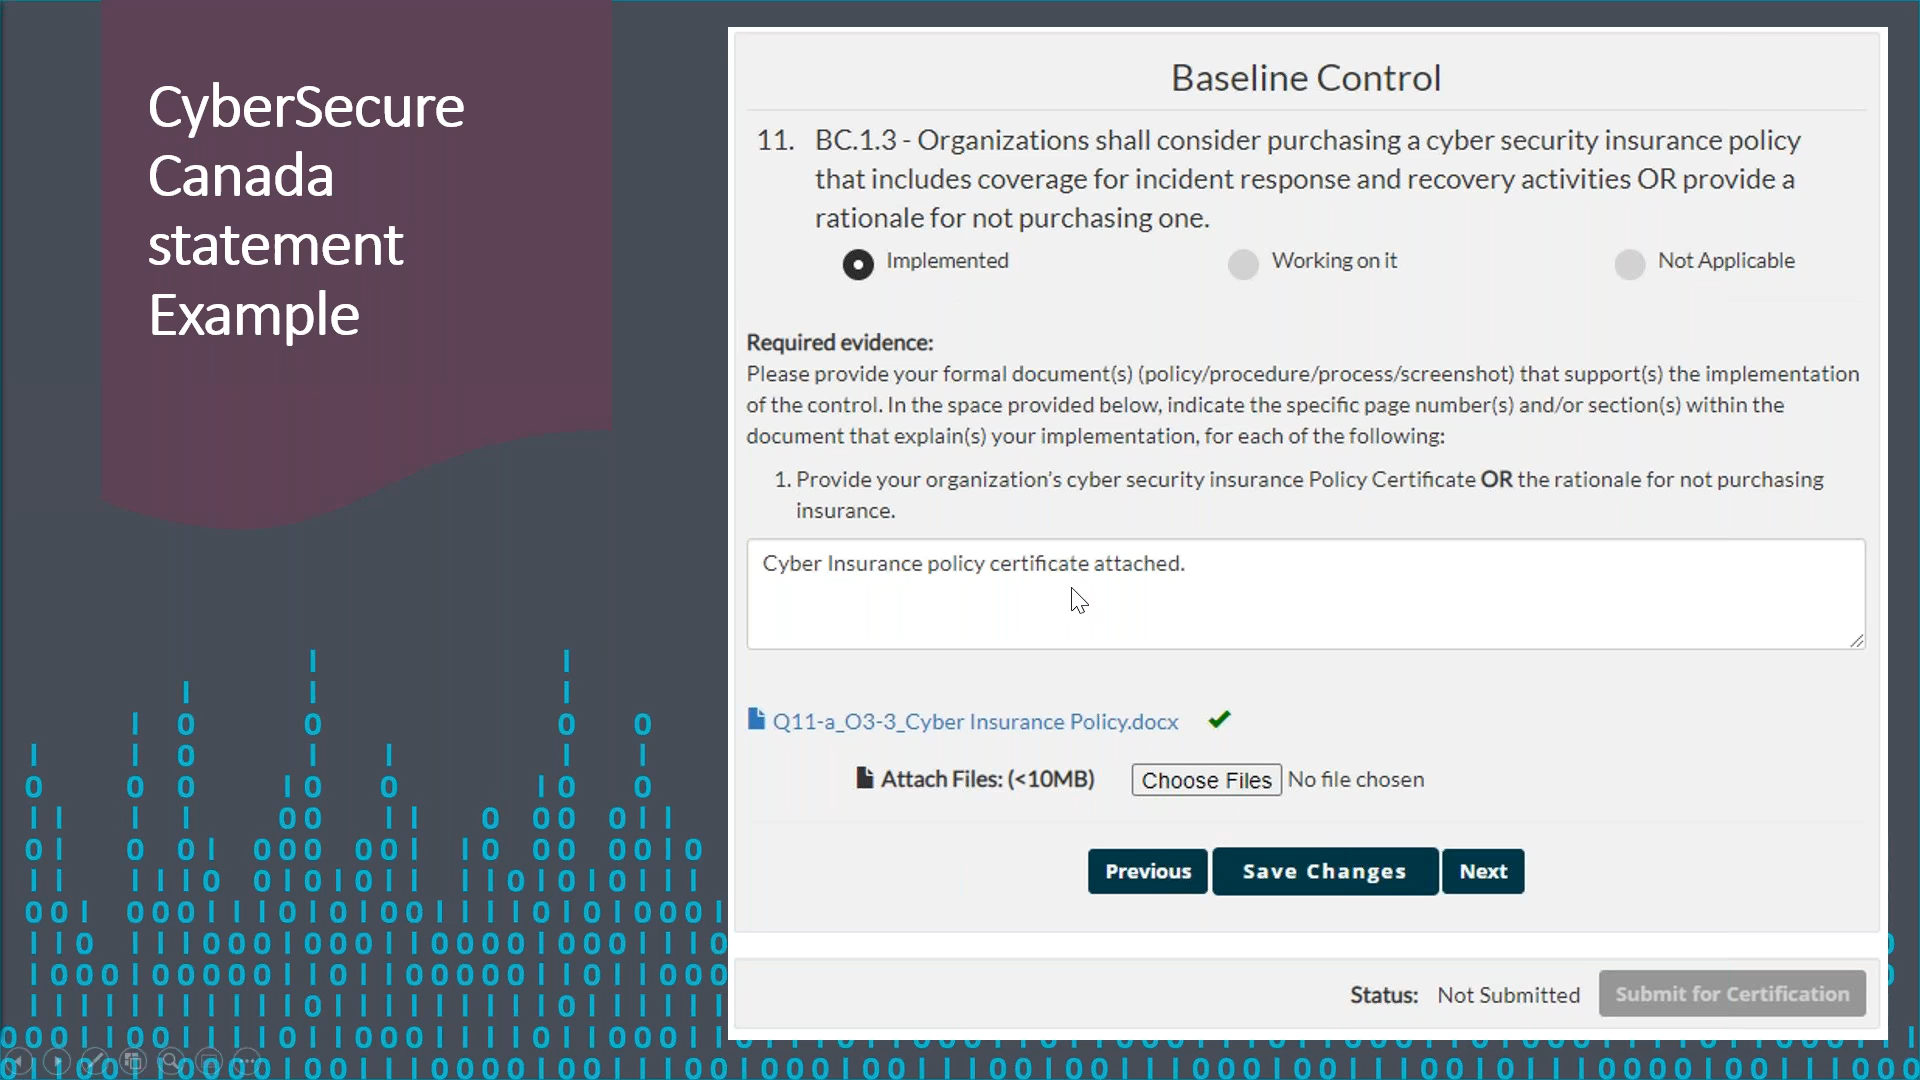 CyberSecure
Canada
statement
Example
Baseline Control
11. BC.1.3 - Organizations shall consider purchasing a cyber security insurance policy
that includes coverage for incident response and recovery activities OR provide a
rationale for not purchasing one.
Implemented Working on it Not Applicable
Required evidence:
Please provide your formal document(s) (policy/procedure/process/screenshot) that support(s) the implementation
of the control. In the space provided below, indicate the specific page number(s) and/or section(s) within the
document that explain(s) your implementation, for each of the following:
1. Provide your organization's cyber security insurance Policy Certificate OR the rationale for not purchasing
insurance.
Cyber Insurance policy certificate attached.
Q11-a_O3-3_Cyber Insurance Policy.docx
Attach Files: (<10MB) Choose Files No file chosen
Previous Save Changes Next
Status: Not Submitted Submit for Certification